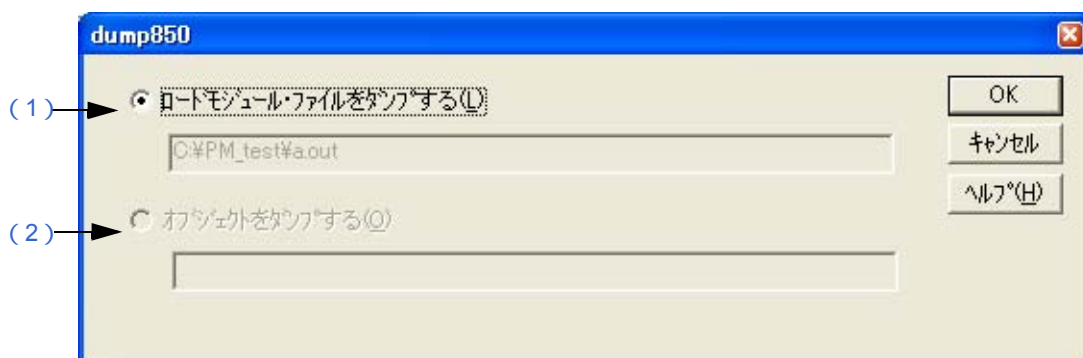 dump850
(1)
ロードモジュール・ファイルをダンプする(L)
OK
C:¥PM_test¥a.out
キャンセル
ヘルプ(H)
(2)
オブジェクトをダンプする(O)